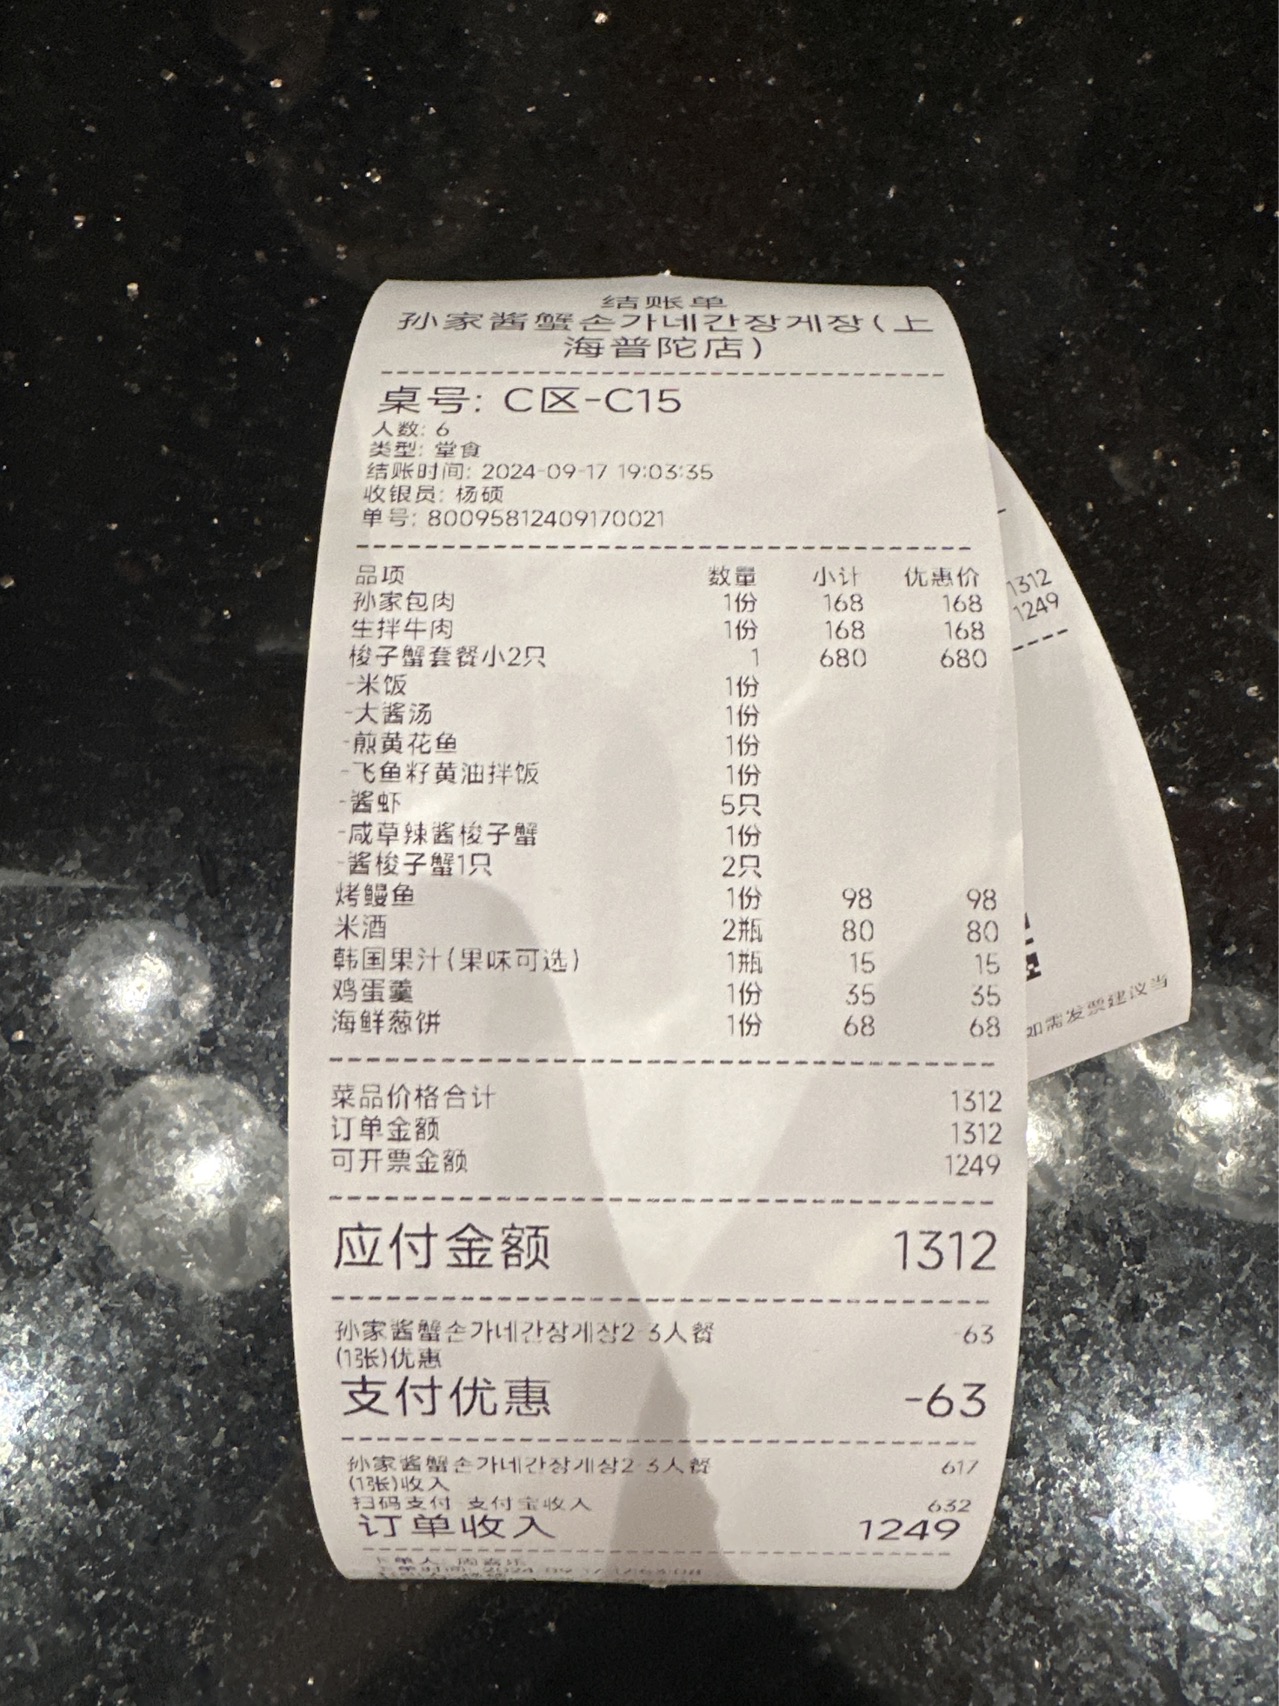 结账单
孙家酱蟹손가네간장게장(上
海普陀店)
桌号: C区-C15
人数: 6
类型: 堂食
结账时间: 2024-09-17 19:03:35
收银员: 杨硕
单号: 80095812409170021
品项 数量 小计 优惠价
孙家包肉 1份 168 168
生拌牛肉 1份 168 168
梭子蟹套餐小2只 1 680 680
-米饭 1份
-大酱汤 1份
-煎黄花鱼 1份
-飞鱼籽黄油拌饭 1份
-酱虾 5只
-咸草辣酱梭子蟹 1份
-酱梭子蟹1只 2只
烤鳗鱼 1份 98 98
米酒 2瓶 80 80
韩国果汁(果味可选) 1瓶 15 15
鸡蛋羹 1份 35 35
海鲜葱饼 1份 68 68
菜品价格合计 1312
订单金额 1312
可开票金额 1249
应付金额 1312
孙家酱蟹손가네간장게장2-3人餐 -63
(1张)优惠
支付优惠 -63
孙家酱蟹손가네간장게장2-3人餐 617
(1张)收入
扫码支付-支付宝收入 632
订单收入 1249
下单人:
下单时间: 2024-09-17
1312
1249
如需发票建议当